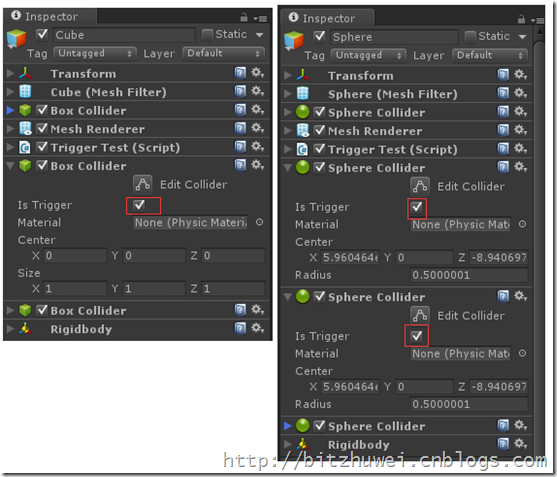 Inspector
Cube Static
Tag Untagged Layer Default
Transform
Cube (Mesh Filter)
Box Collider
Mesh Renderer
Trigger Test (Script)
Box Collider
Edit Collider
Is Trigger
Material None (Physic Materi
Center
X 0 Y 0 Z 0
Size
X 1 Y 1 Z 1
Box Collider
Rigidbody
Inspector
Sphere Static
Tag Untagged Layer Default
Transform
Sphere (Mesh Filter)
Sphere Collider
Mesh Renderer
Trigger Test (Script)
Sphere Collider
Edit Collider
Is Trigger
Material None (Physic Mat
Center
X 5.960464 Y 0 Z -8.940697
Radius 0.5000001
Sphere Collider
Edit Collider
Is Trigger
Material None (Physic Mat
Center
X 5.960464 Y 0 Z -8.940697
Radius 0.5000001
Sphere Collider
Rigidbody
http://bitzhuwei.cnblogs.com